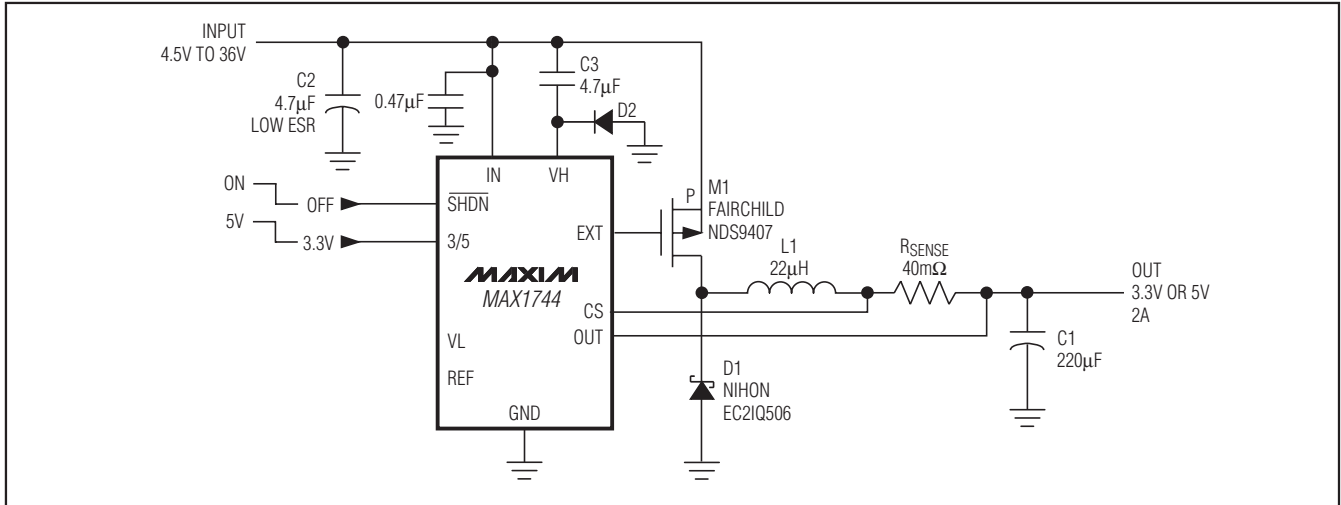 INPUT
4.5V TO 36V
C2
4.7µF
LOW ESR
0.47µF
C3
4.7µF
D2
IN
VH
ON
OFF
SHDN
5V
3.3V
3/5
EXT
P
M1
FAIRCHILD
NDS9407
MAXIM
MAX1744
L1
22µH
RSENSE
40mΩ
OUT
3.3V OR 5V
2A
CS
OUT
VL
REF
GND
D1
NIHON
EC2IQ506
C1
220µF